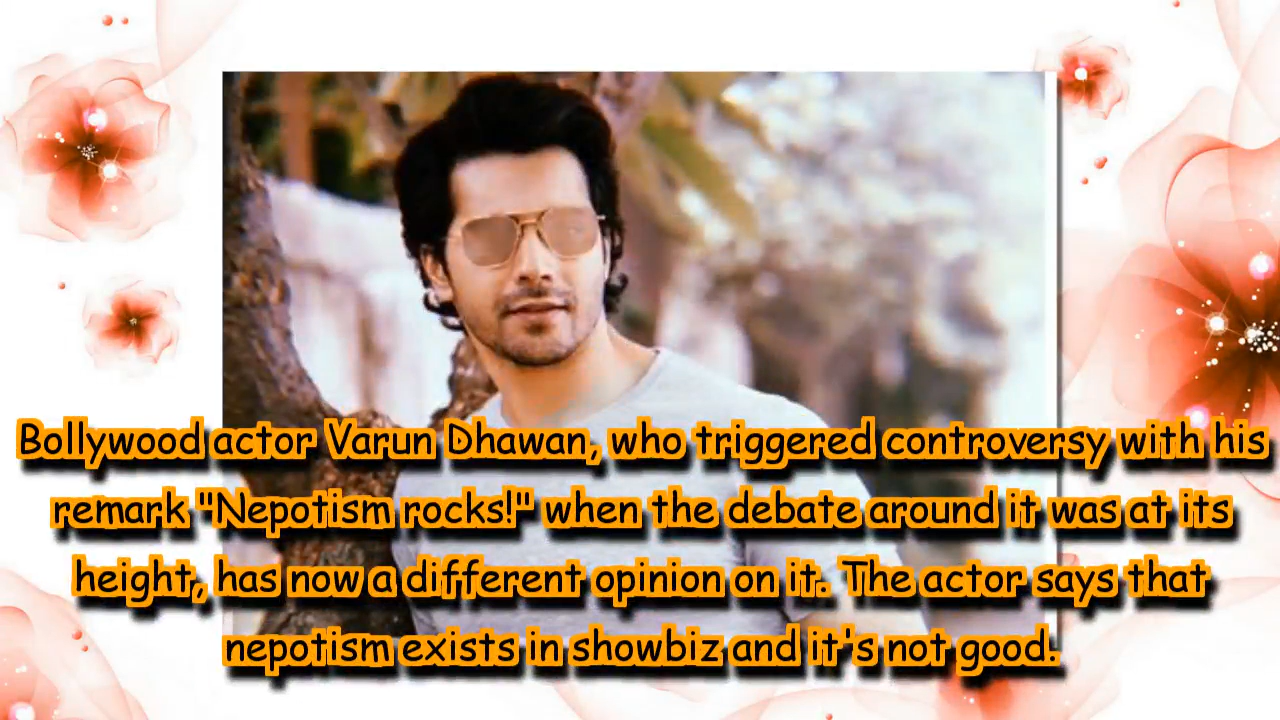 Bollywood actor Varun Dhawan, who triggered controversy with his
remark "Nepotism rocks!" when the debate around it was at its
height, has now a different opinion on it. The actor says that
nepotism exists in showbiz and it's not good.